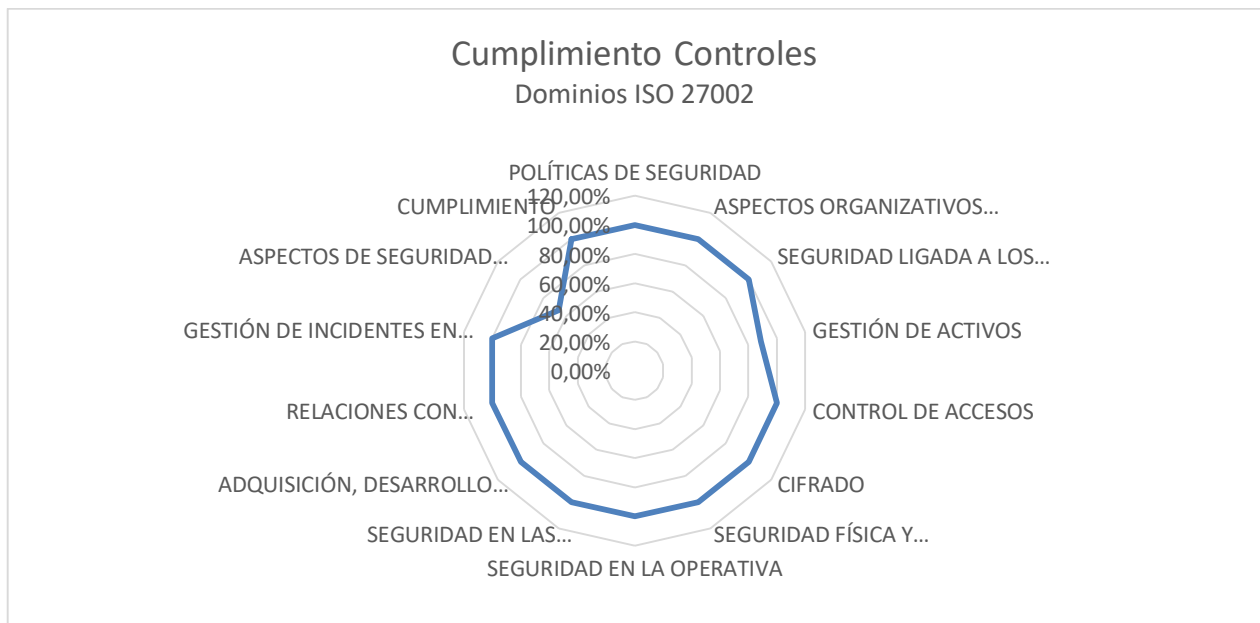 Cumplimiento Controles
Dominios ISO 27002
POLÍTICAS DE SEGURIDAD
ASPECTOS ORGANIZATIVOS...
SEGURIDAD LIGADA A LOS...
GESTIÓN DE ACTIVOS
CONTROL DE ACCESOS
CIFRADO
SEGURIDAD FÍSICA Y...
SEGURIDAD EN LA OPERATIVA
SEGURIDAD EN LAS...
ADQUISICIÓN, DESARROLLO...
RELACIONES CON...
GESTIÓN DE INCIDENTES EN...
ASPECTOS DE SEGURIDAD...
CUMPLIMIENTO
120,00%
100,00%
80,00%
60,00%
40,00%
20,00%
0,00%